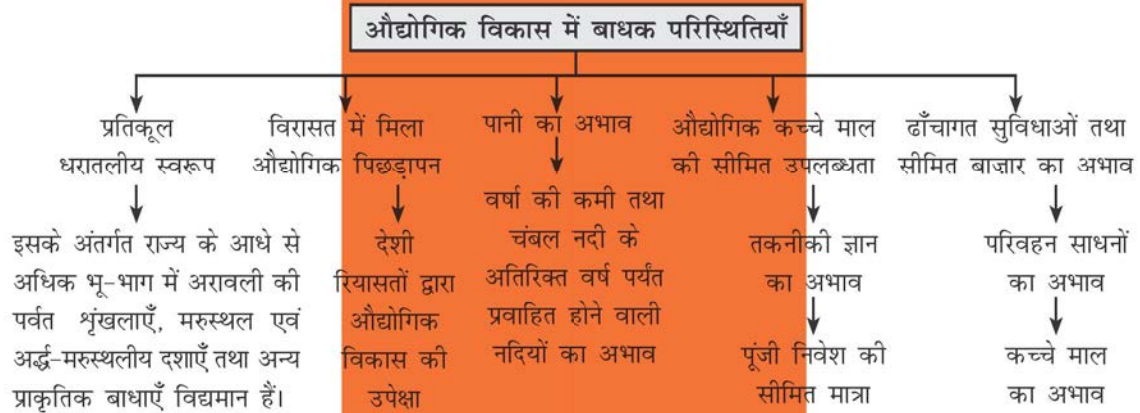 औद्योगिक विकास में बाधक परिस्थितियाँ
प्रतिकूल
धरातलीय स्वरूप
इसके अंतर्गत राज्य के आधे से
अधिक भू-भाग में अरावली की
पर्वत शृंखलाएँ, मरुस्थल एवं
अर्द्ध-मरुस्थलीय दशाएँ तथा अन्य
प्राकृतिक बाधाएँ विद्यमान हैं।
विरासत में मिला
औद्योगिक पिछड़ापन
देशी
रियासतों द्वारा
औद्योगिक
विकास की
उपेक्षा
पानी का अभाव
वर्षा की कमी तथा
चंबल नदी के
अतिरिक्त वर्ष पर्यंत
प्रवाहित होने वाली
नदियों का अभाव
औद्योगिक कच्चे माल
की सीमित उपलब्धता
तकनीकी ज्ञान
का अभाव
पूंजी निवेश की
सीमित मात्रा
ढाँचागत सुविधाओं तथा
सीमित बाज़ार का अभाव
परिवहन साधनों
का अभाव
कच्चे माल
का अभाव